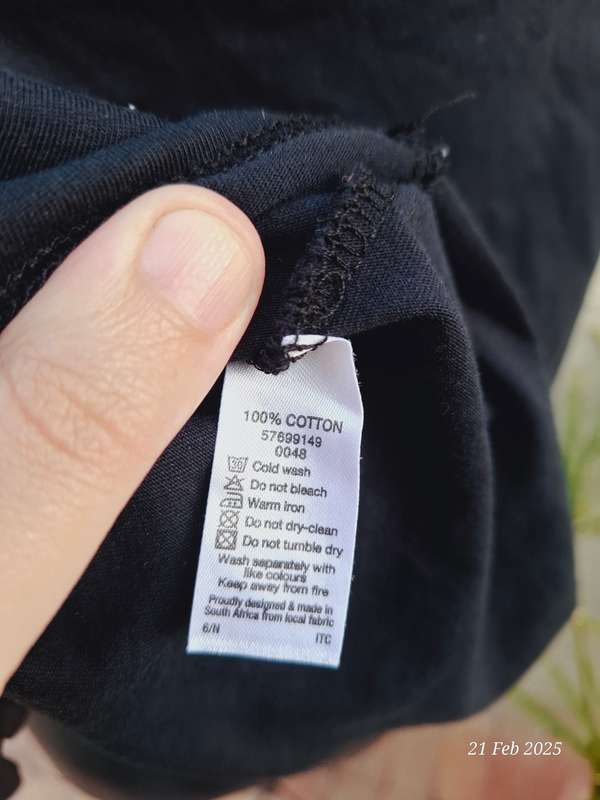 100% COTTON
57699149
0048
30 Cold wash
Do not bleach
Warm iron
Do not dry-clean
Do not tumble dry
Wash separately with
like colours
Keep away from fire
Proudly designed & made in
South Africa from local fabric
6/N ITC
21 Feb 2025